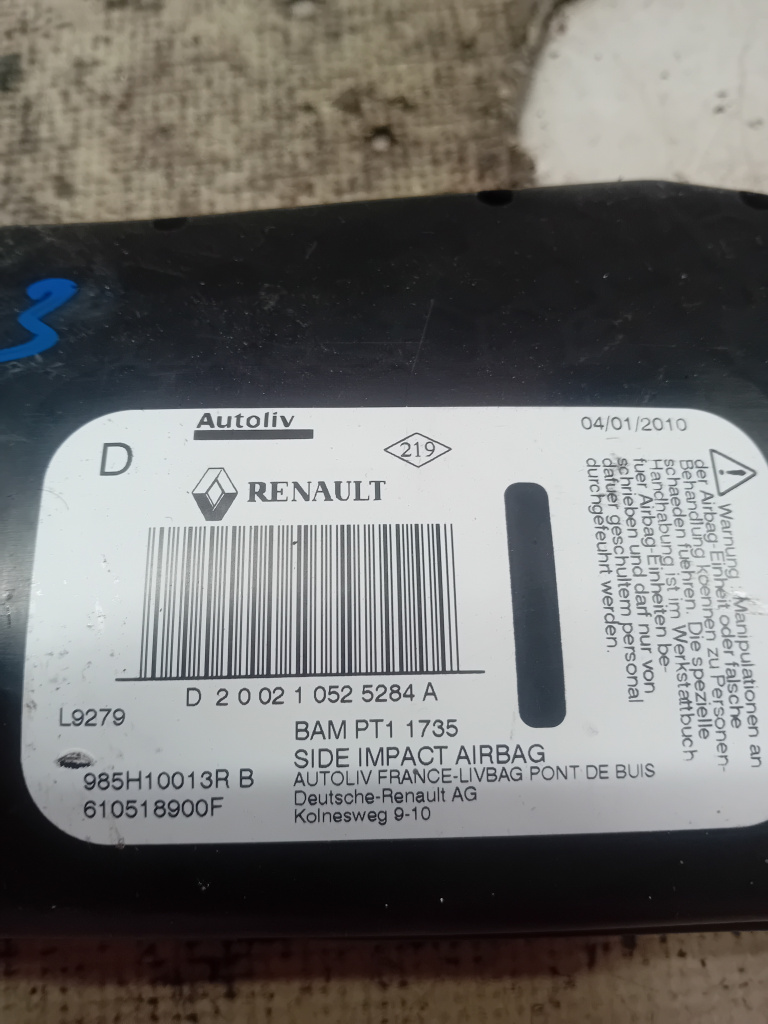 3
Autoliv
04/01/2010
D
219
RENAULT
D 2 0 02 1 052 5284 A
L9279
BAM PT1 1735
SIDE IMPACT AIRBAG
985H10013R B
AUTOLIV FRANCE-LIVBAG PONT DE BUIS
610518900F
Deutsche-Renault AG
Kolnesweg 9-10
Warnung : Manipulationen an
der Airbag-Einheit oder falsche
Behandlung koennen zu Personen-
schaeden fuehren. Die spezielle
Handhabung ist im Werkstattbuch
fuer Airbag-Einheiten be-
schrieben und darf nur von
dafuer geschultem personal
durchgefeuhrt werden.